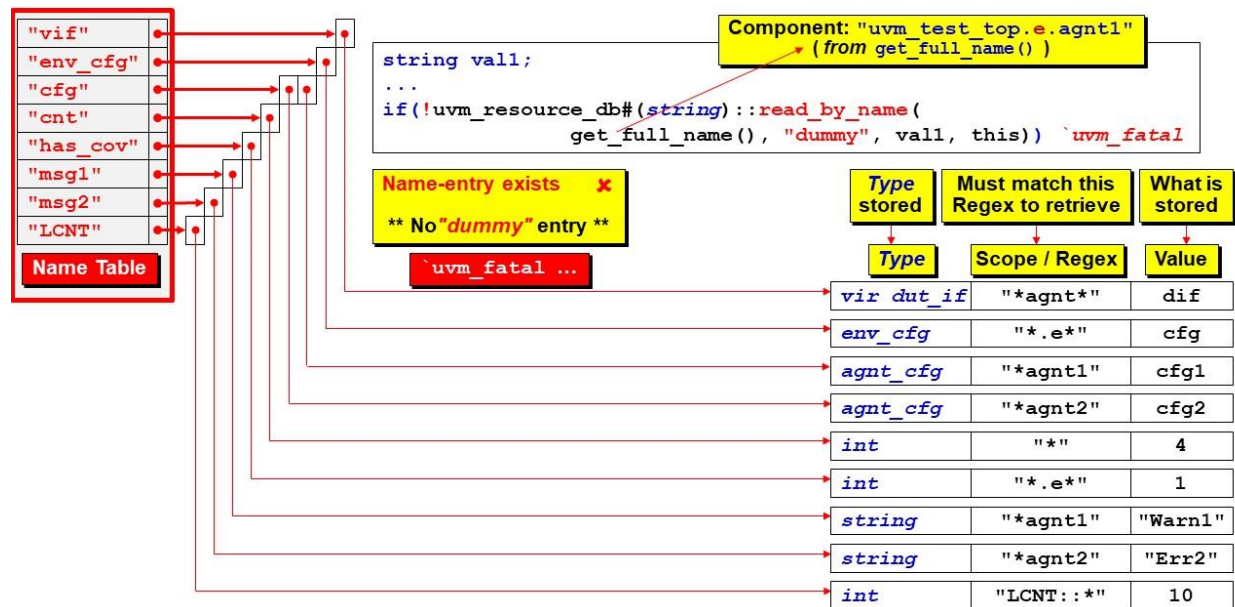 "vif"
"env_cfg"
"cfg"
"cnt"
"has_cov"
"msg1"
"msg2"
"LCNT"
Name Table
Component: "uvm_test_top.e.agnt1"
( from get_full_name() )
string val1;
...
if(!uvm_resource_db#(string)::read_by_name(
get_full_name(), "dummy", val1, this)) `uvm_fatal
Name-entry exists ✘
** No "dummy" entry **
`uvm_fatal ...
Type stored
Must match this Regex to retrieve
What is stored
Type Scope / Regex Value
vir dut_if "*agnt*" dif
env_cfg "*.e*" cfg
agnt_cfg "*agnt1" cfg1
agnt_cfg "*agnt2" cfg2
int "*" 4
int "*.e*" 1
string "*agnt1" "Warn1"
string "*agnt2" "Err2"
int "LCNT::*" 10